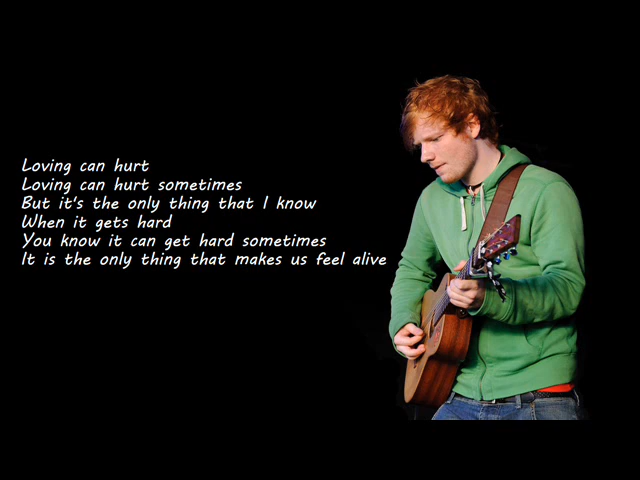 Loving can hurt
Loving can hurt sometimes
But it's the only thing that I know
When it gets hard
You know it can get hard sometimes
It is the only thing that makes us feel alive